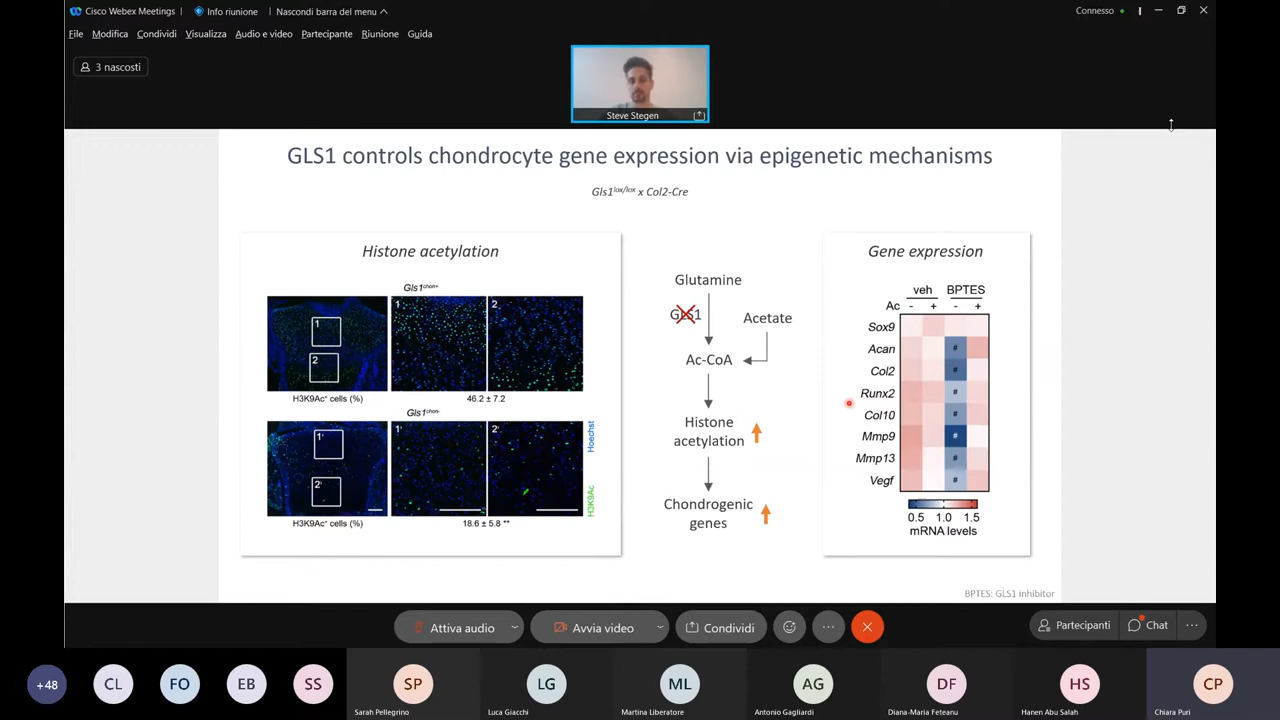 Cisco Webex Meetings
Info riunione
Nascondi barra del menu
Connesso
File Modifica Condividi Visualizza Audio e video Partecipante Riunione Guida
3 nascosti
Steve Stegen
GLS1 controls chondrocyte gene expression via epigenetic mechanisms
Gls1lox/lox x Col2-Cre
Histone acetylation
Gls1chon+
1
2
1
2
H3K9Ac+ cells (%)
46.2 ± 7.2
Gls1chon-
1'
2'
1'
2'
H3K9Ac+ cells (%)
18.6 ± 5.8 **
Hoechst
H3K9Ac
Glutamine
GLS1
Acetate
Ac-CoA
Histone
acetylation
Chondrogenic
genes
Gene expression
veh BPTES
Ac - + - +
Sox9
Acan #
Col2 #
Runx2 #
Col10 #
Mmp9 #
Mmp13 #
Vegf #
0.5 1.0 1.5
mRNA levels
BPTES: GLS1 inhibitor
Attiva audio
Avvia video
Condividi
Partecipanti
Chat
+48 CL FO EB SS SP LG ML AG DF HS CP
Sarah Pellegrino
Luca Giacchi
Martina Liberatore
Antonio Gagliardi
Diana-Maria Feteanu
Hanen Abu Salah
Chiara Puri